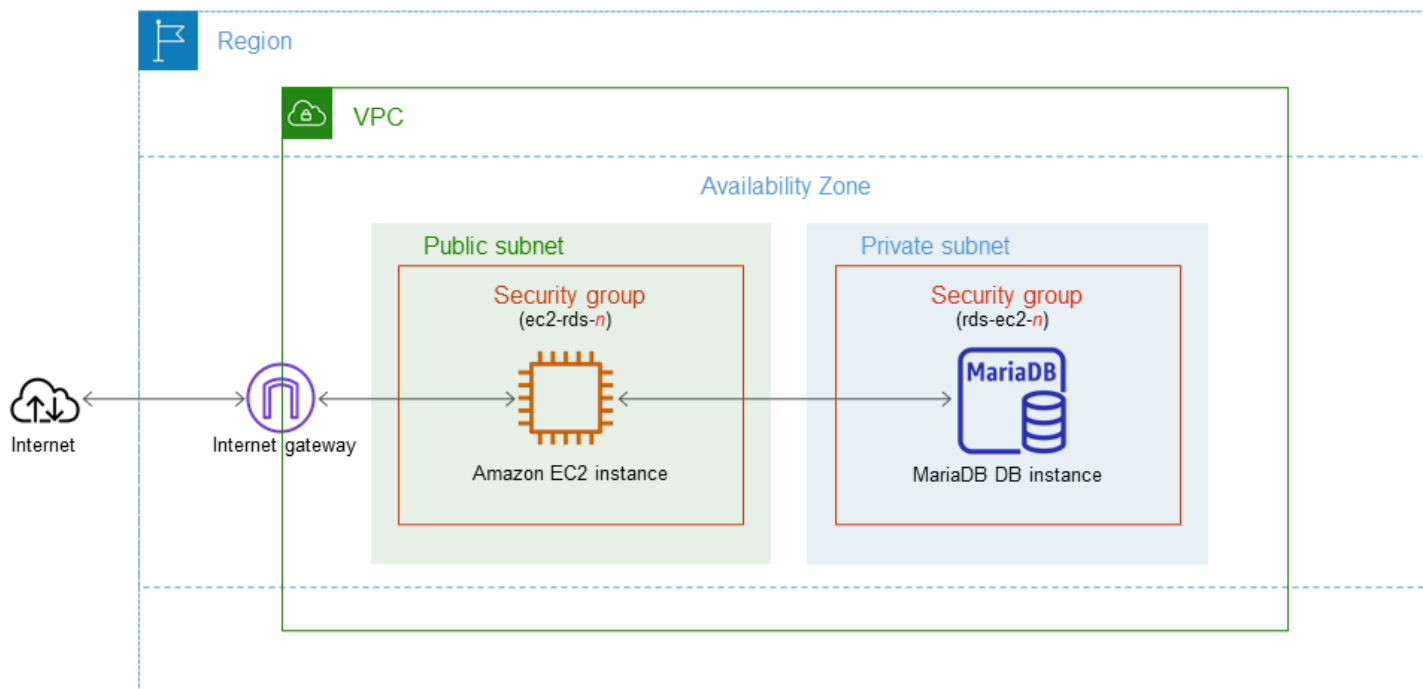 Region
VPC
Availability Zone
Public subnet
Security group
(ec2-rds-n)
Amazon EC2 instance
Private subnet
Security group
(rds-ec2-n)
MariaDB
MariaDB DB instance
Internet
Internet gateway